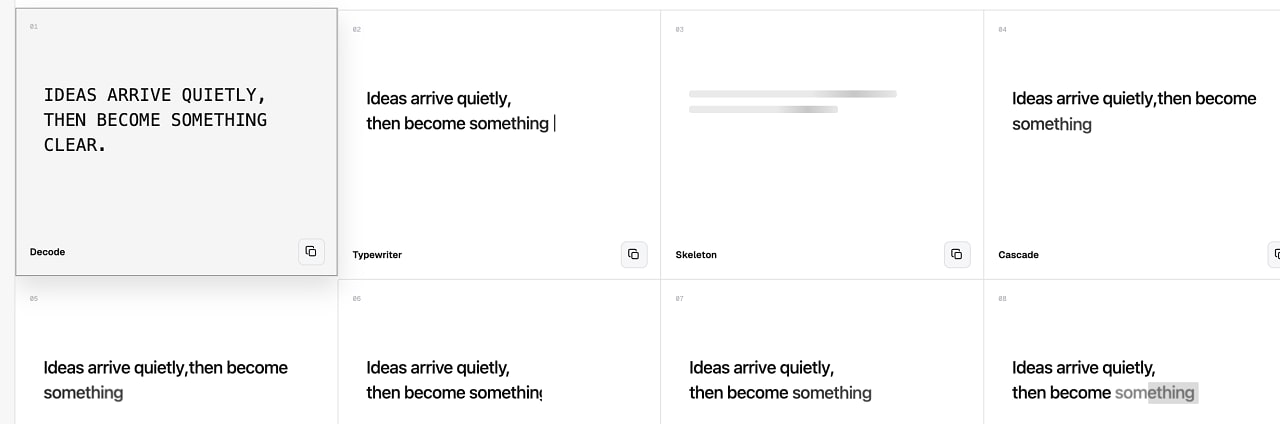 01
IDEAS ARRIVE QUIETLY,
THEN BECOME SOMETHING
CLEAR.
Decode
02
Ideas arrive quietly,
then become something
Typewriter
03
Skeleton
04
Ideas arrive quietly,then become
something
Cascade
05
Ideas arrive quietly,then become
something
06
Ideas arrive quietly,
then become something
07
Ideas arrive quietly,
then become something
08
Ideas arrive quietly,
then become something